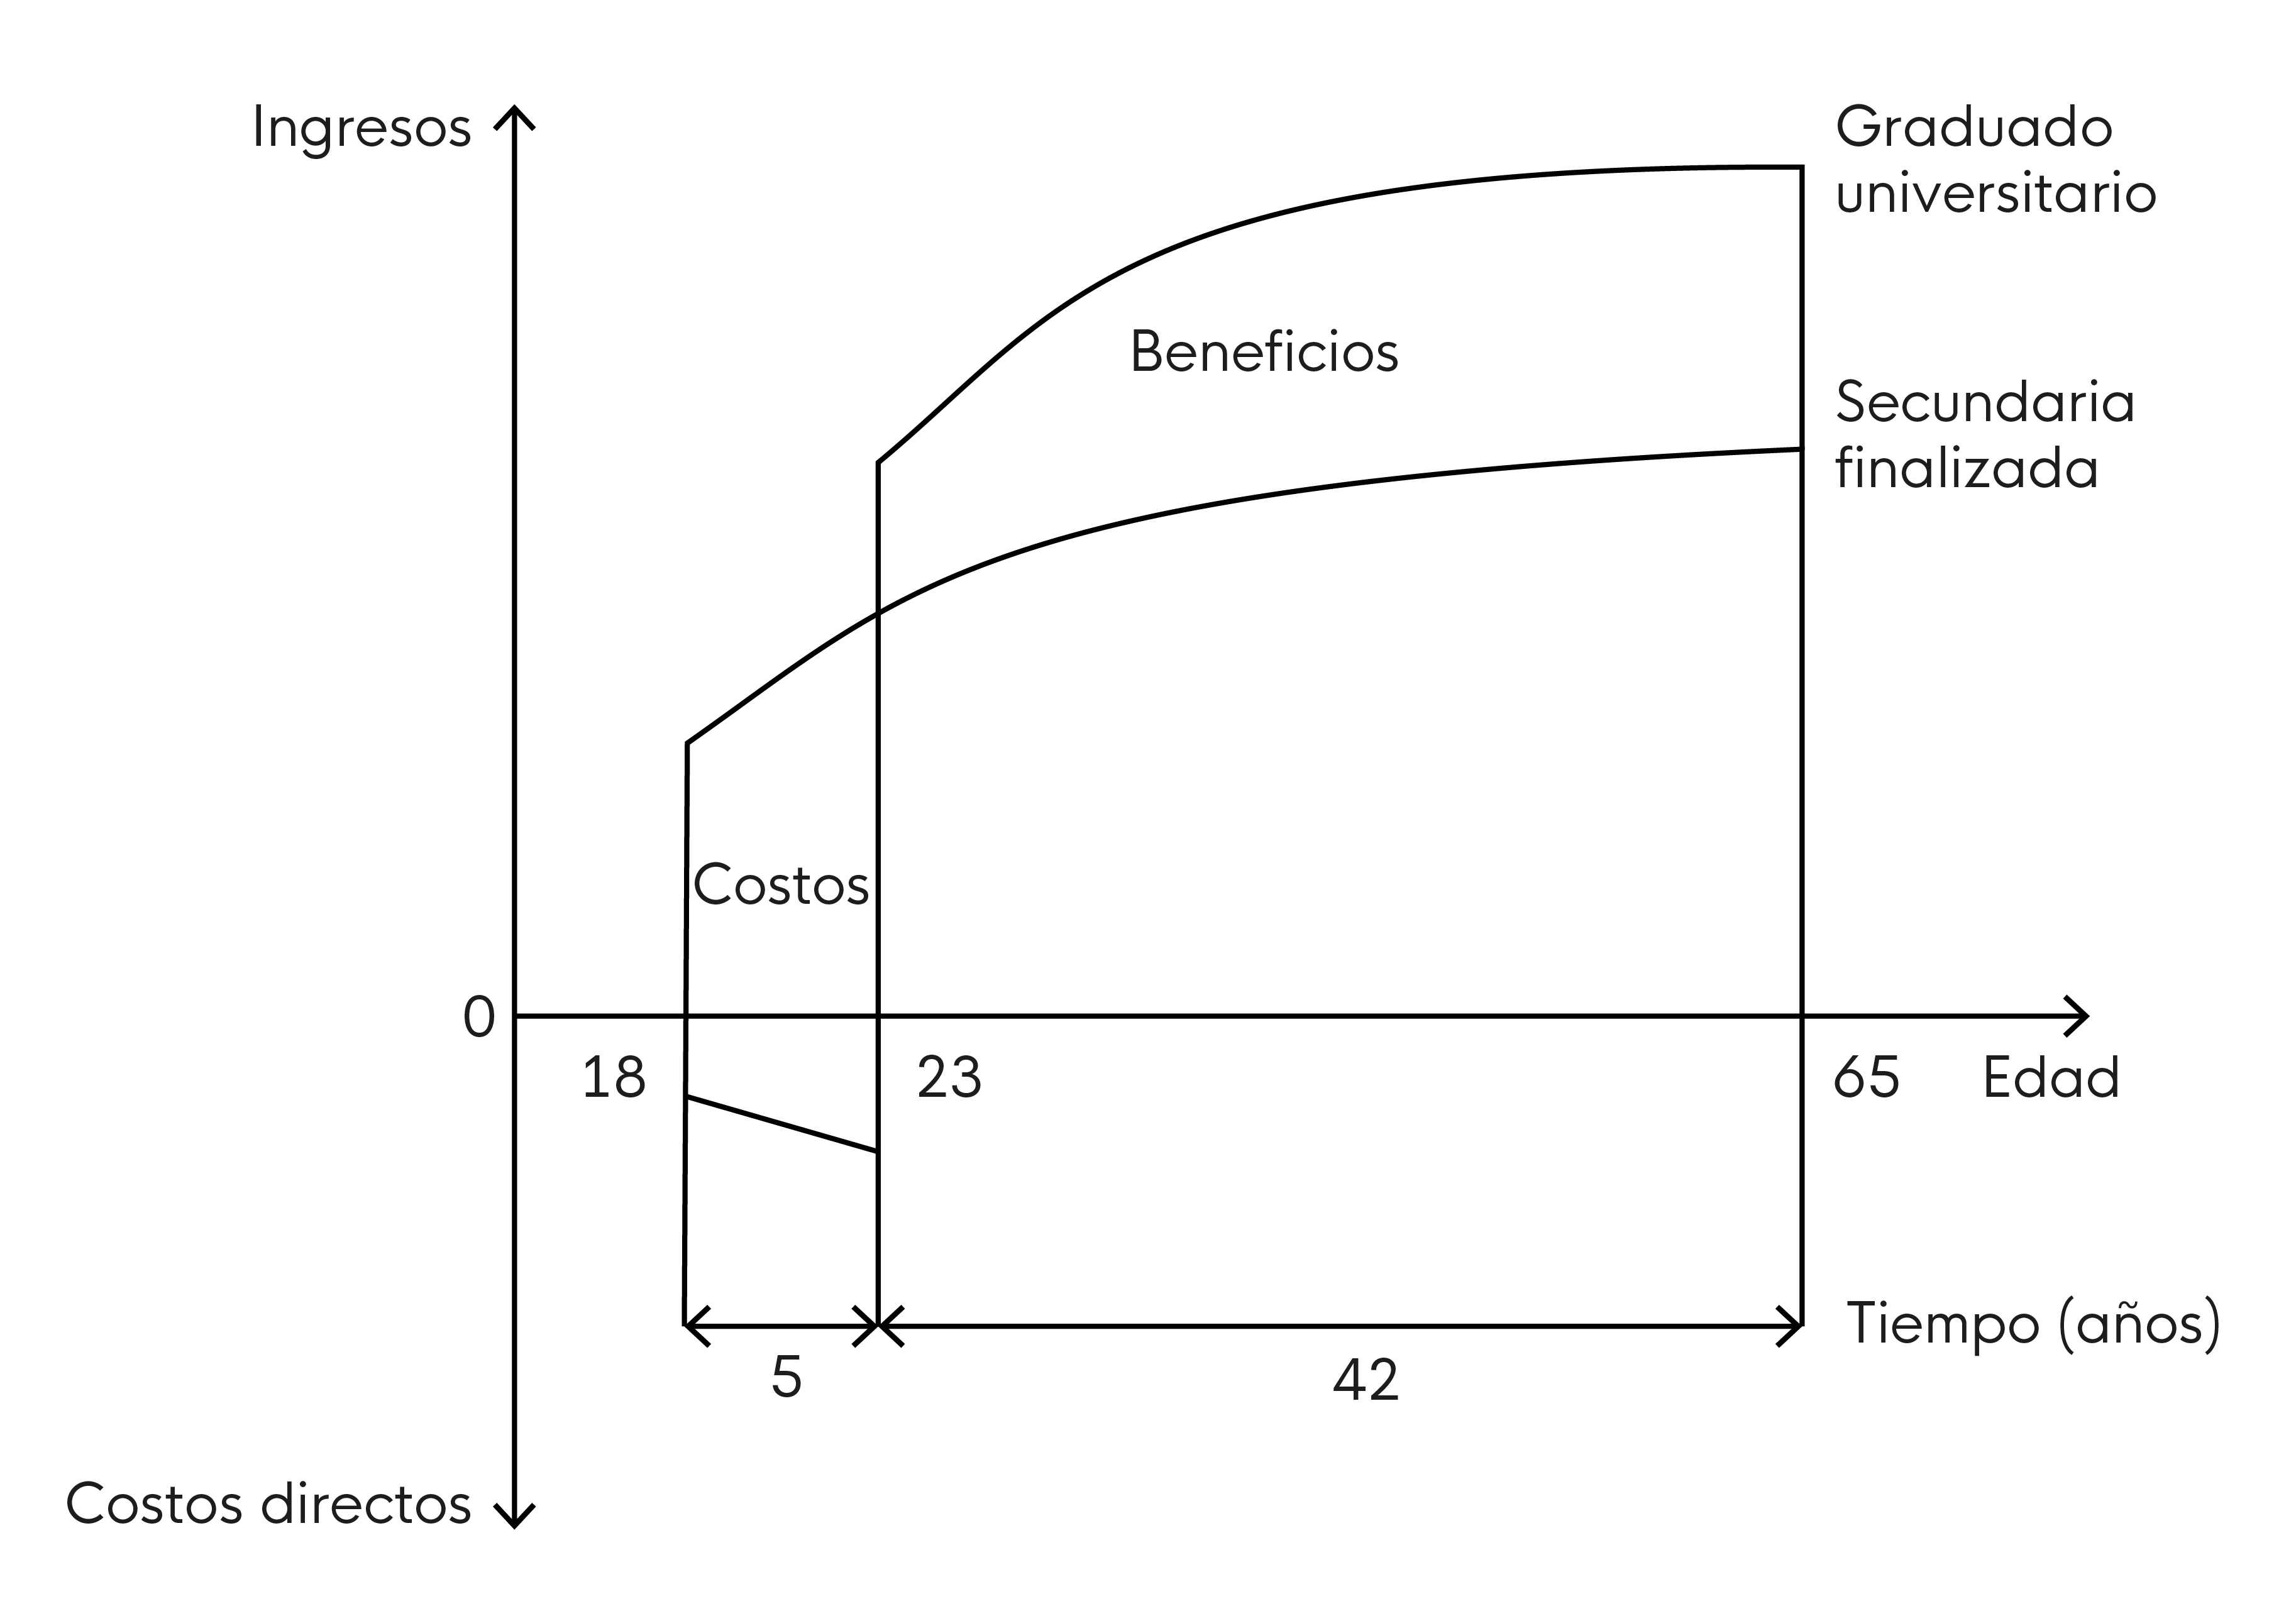 Ingresos
Graduado
universitario
Beneficios
Secundaria
finalizada
Costos
0
18
23
65
Edad
Tiempo (años)
5
42
Costos directos